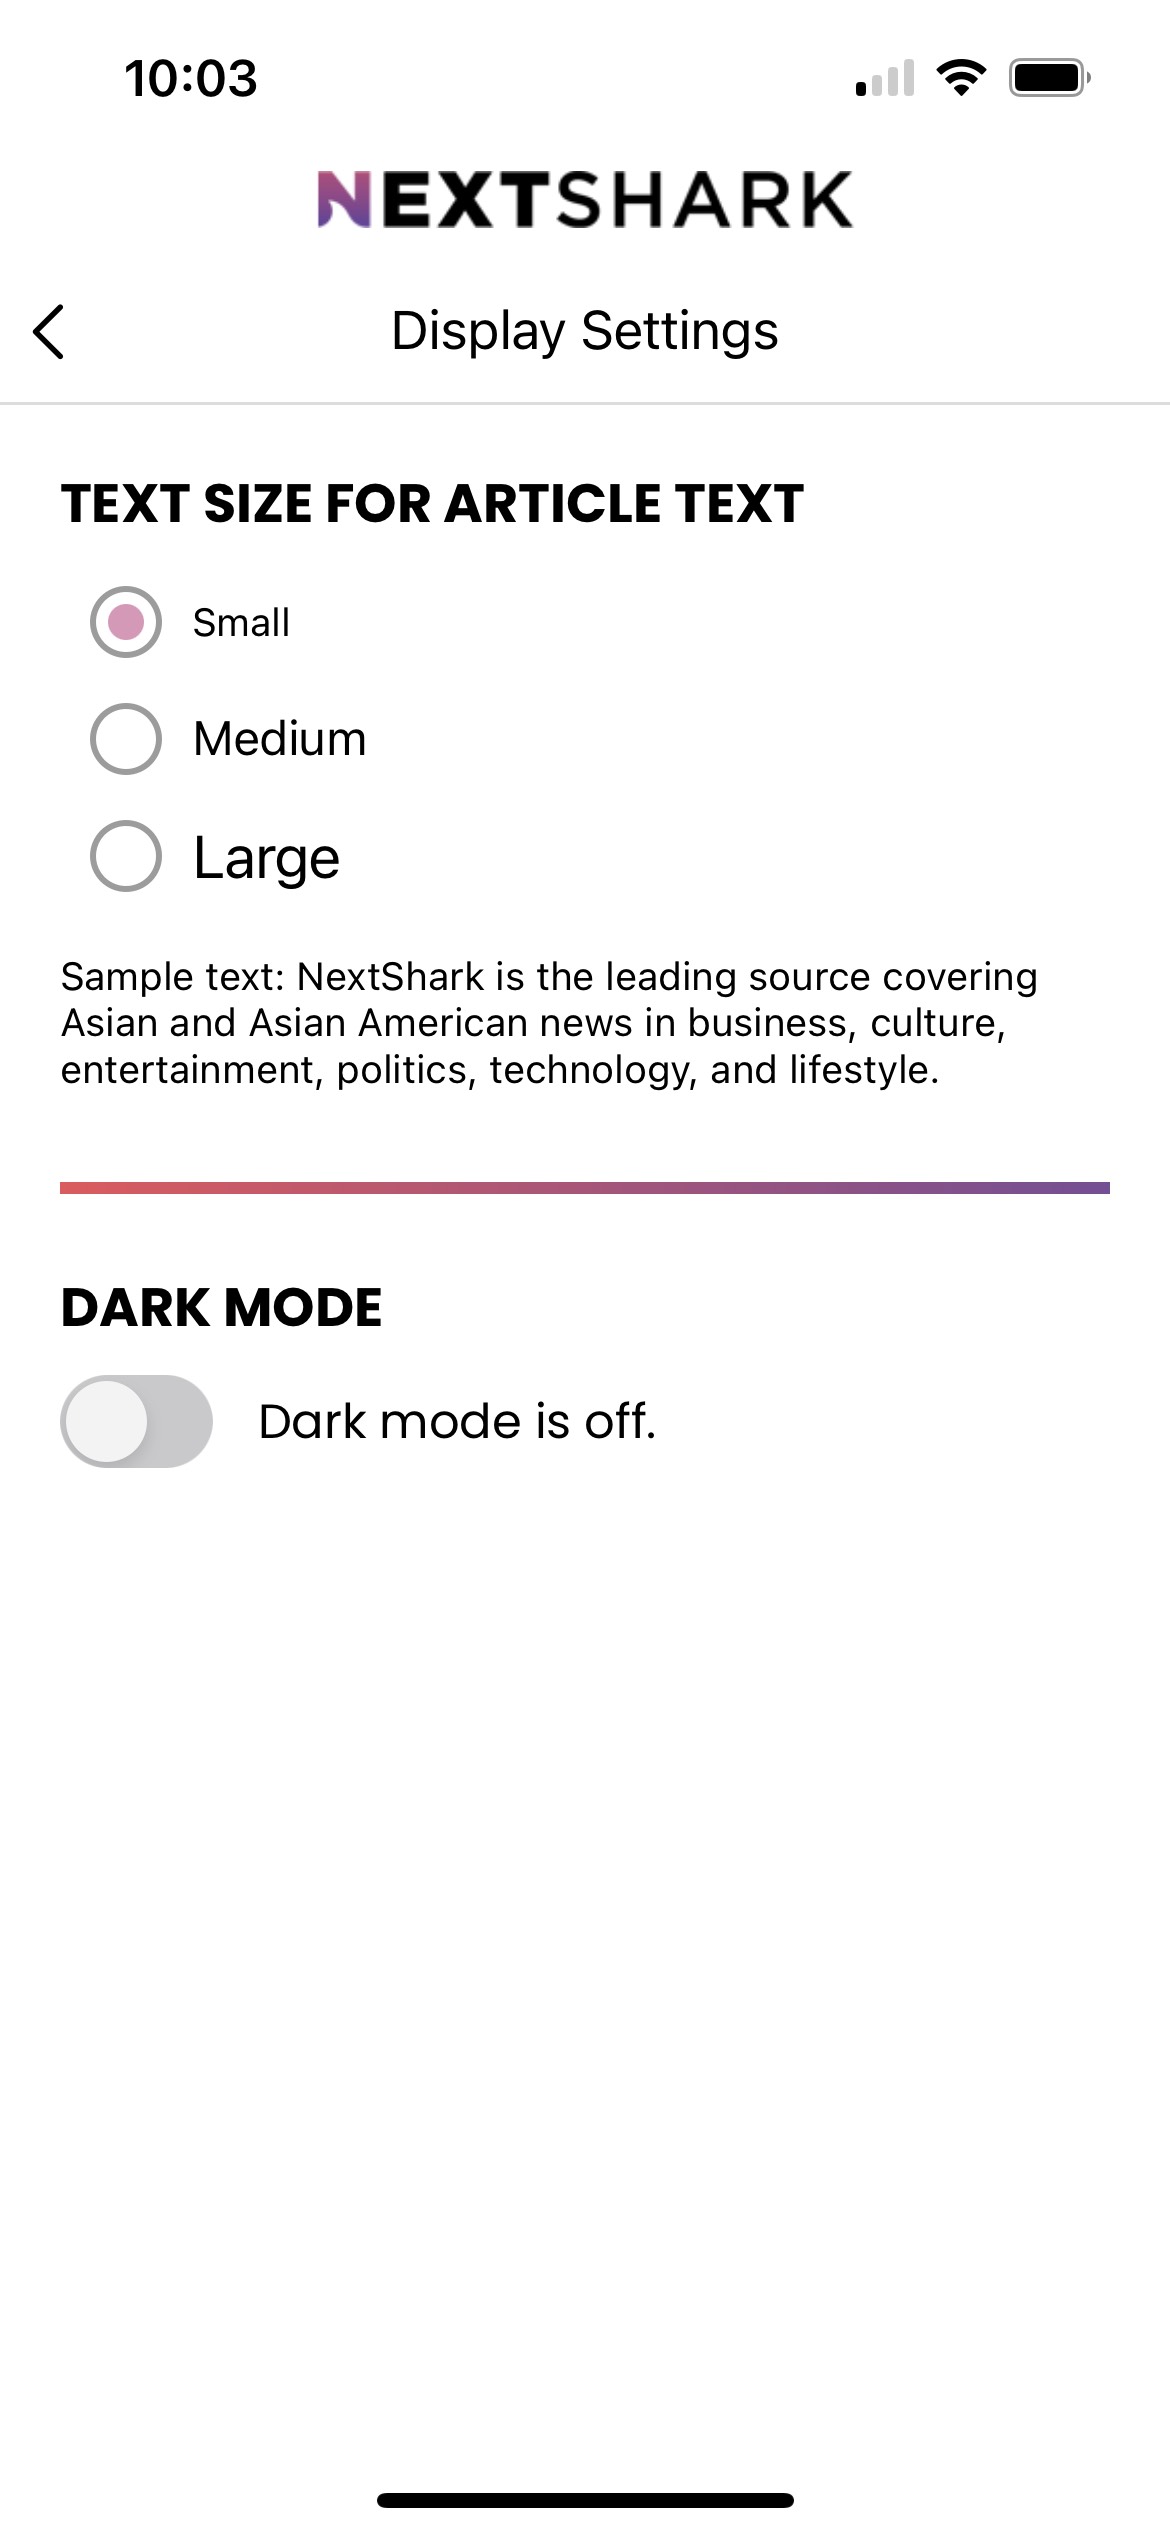 10:03
NEXTSHARK
Display Settings
TEXT SIZE FOR ARTICLE TEXT
Small
Medium
Large
Sample text: NextShark is the leading source covering
Asian and Asian American news in business, culture,
entertainment, politics, technology, and lifestyle.
DARK MODE
Dark mode is off.